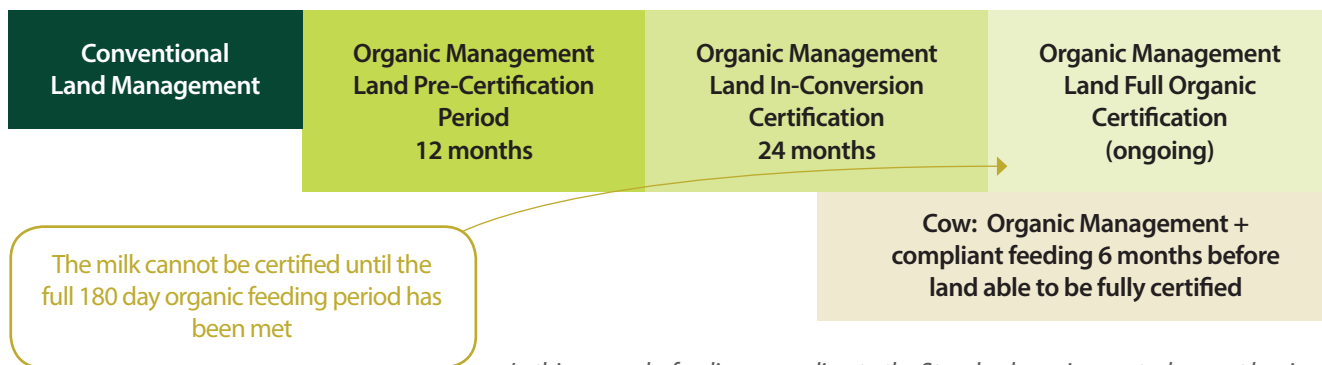 Conventional
Land Management
Organic Management
Land Pre-Certification
Period
12 months
Organic Management
Land In-Conversion
Certification
24 months
Organic Management
Land Full Organic
Certification
(ongoing)
Cow: Organic Management +
compliant feeding 6 months before
land able to be fully certified
The milk cannot be certified until the
full 180 day organic feeding period has
been met